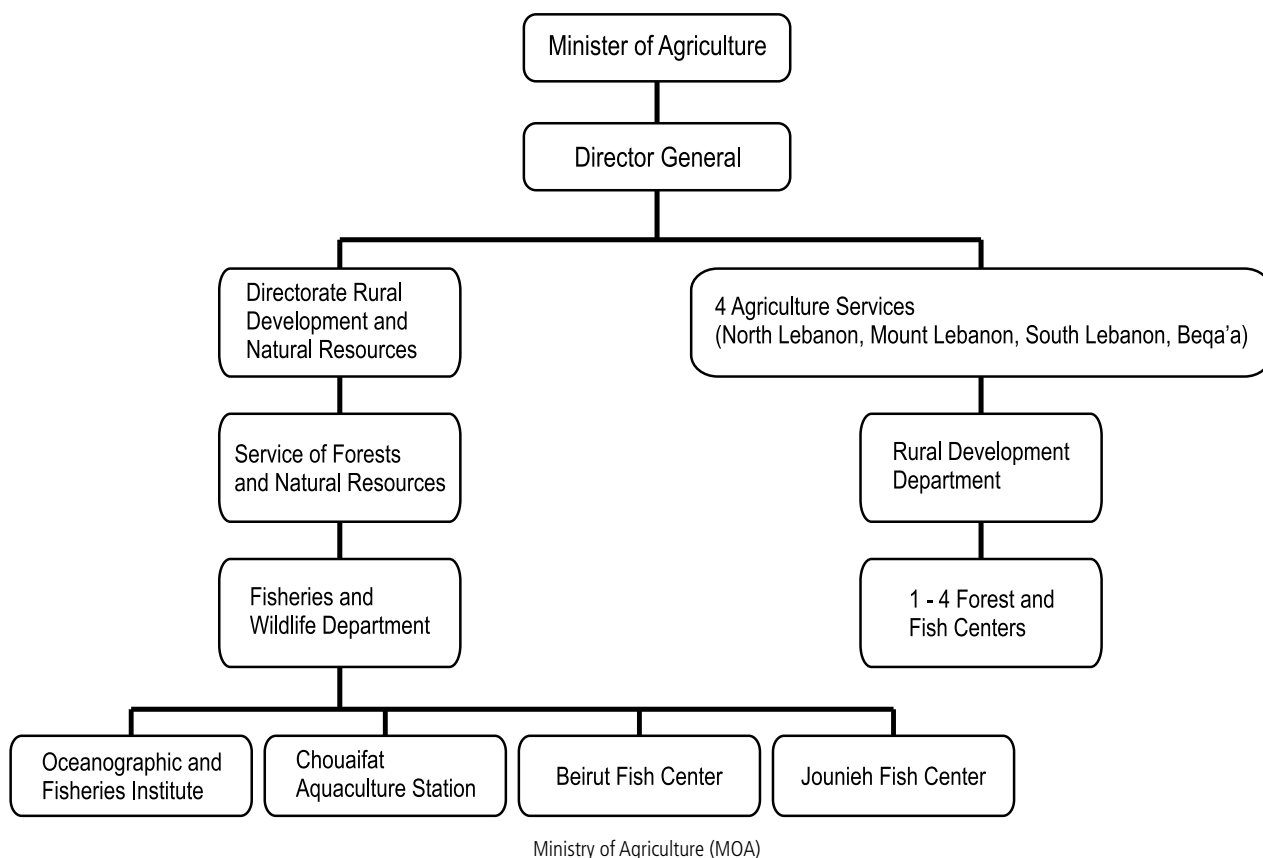 Minister of Agriculture
Director General
Directorate Rural
Development and
Natural Resources
4 Agriculture Services
(North Lebanon, Mount Lebanon, South Lebanon, Beqa’a)
Service of Forests
and Natural Resources
Rural Development
Department
Fisheries and
Wildlife Department
1 - 4 Forest and
Fish Centers
Oceanographic and
Fisheries Institute
Chouaifat
Aquaculture Station
Beirut Fish Center
Jounieh Fish Center
Ministry of Agriculture (MOA)